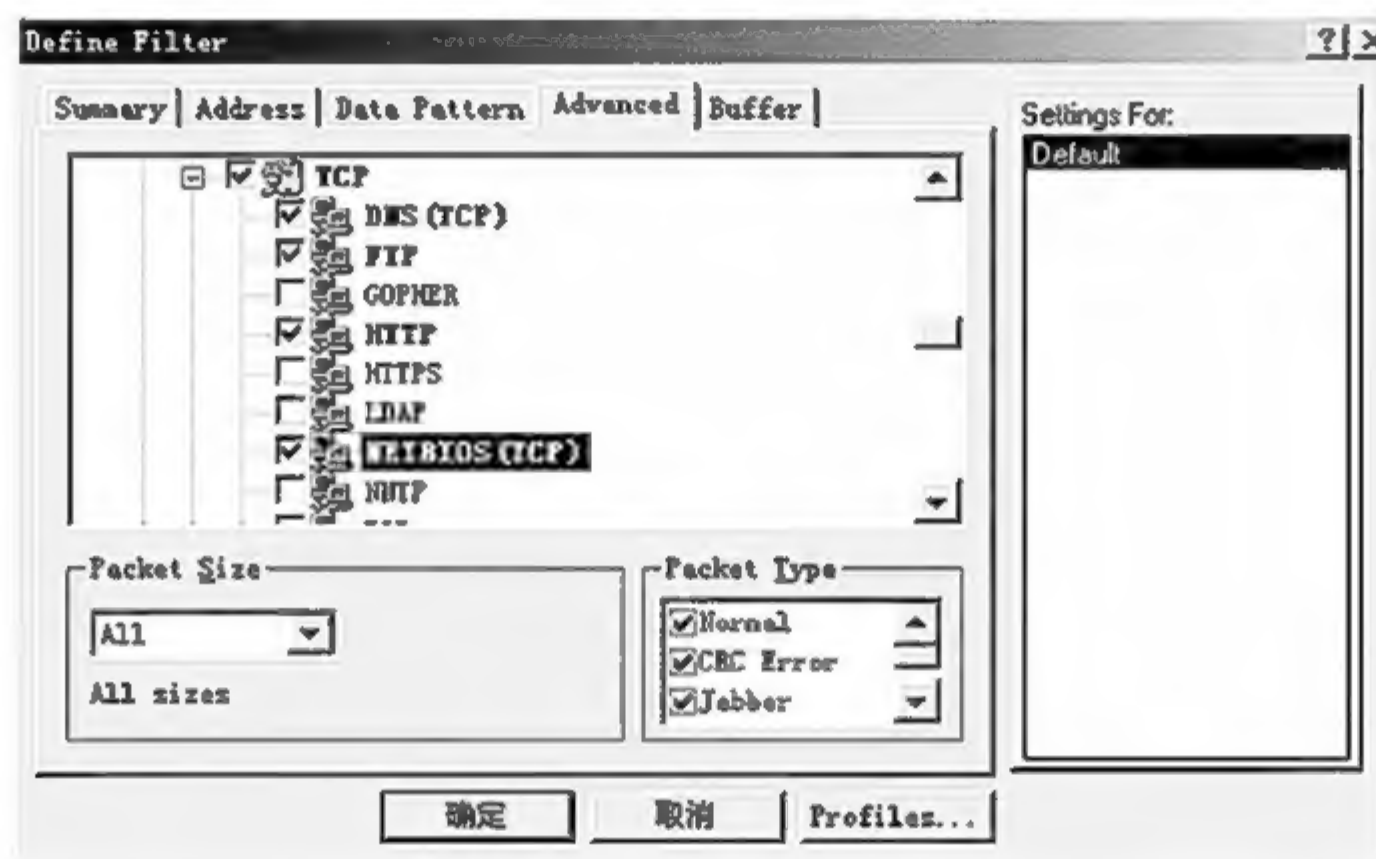 Define Filter
Summary Address Data Pattern Advanced Buffer
Settings For:
Default
TCP
DNS (TCP)
FTP
GOPHER
HTTP
HTTPS
LDAP
NETBIOS (TCP)
NNTP
Packet Size
All
All sizes
Packet Type
Normal
CRC Error
Jabber
确定 取消 Profiles...